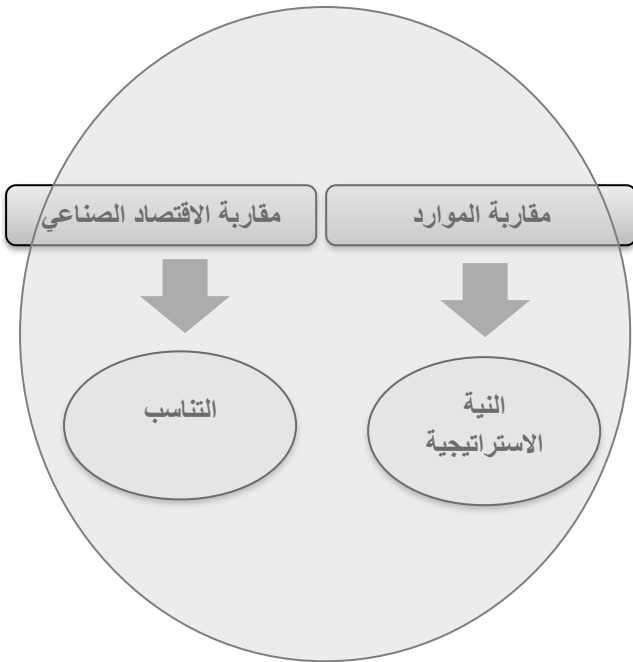 مقاربة الموارد
مقاربة الاقتصاد الصناعي
النية
الاستراتيجية
التناسب